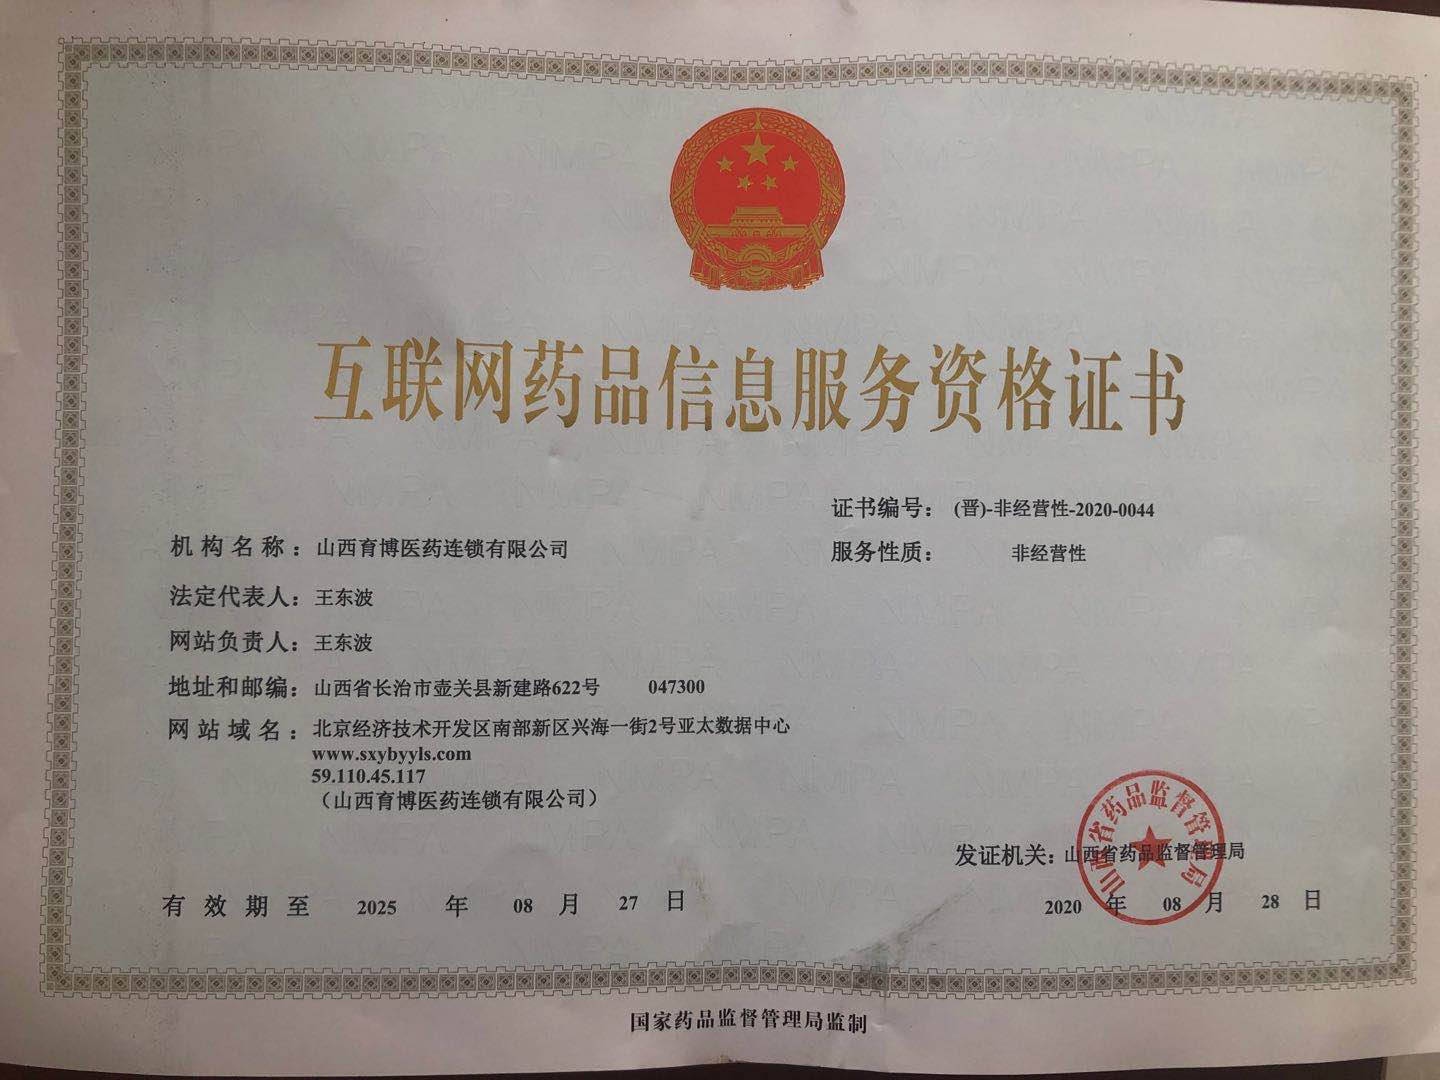 互联网药品信息服务资格证书
证书编号： (晋)-非经营性-2020-0044
机构名称：山西育博医药连锁有限公司
服务性质： 非经营性
法定代表人：王东波
网站负责人：王东波
地址和邮编：山西省长治市壶关县新建路622号 047300
网站域名：北京经济技术开发区南部新区兴海一街2号亚太数据中心
www.sxybyyls.com
59.110.45.117
（山西育博医药连锁有限公司）
山西省药品监督管理局
发证机关：山西省药品监督管理局
有效期至 2025 年 08 月 27 日
2020 年 08 月 28 日
国家药品监督管理局监制